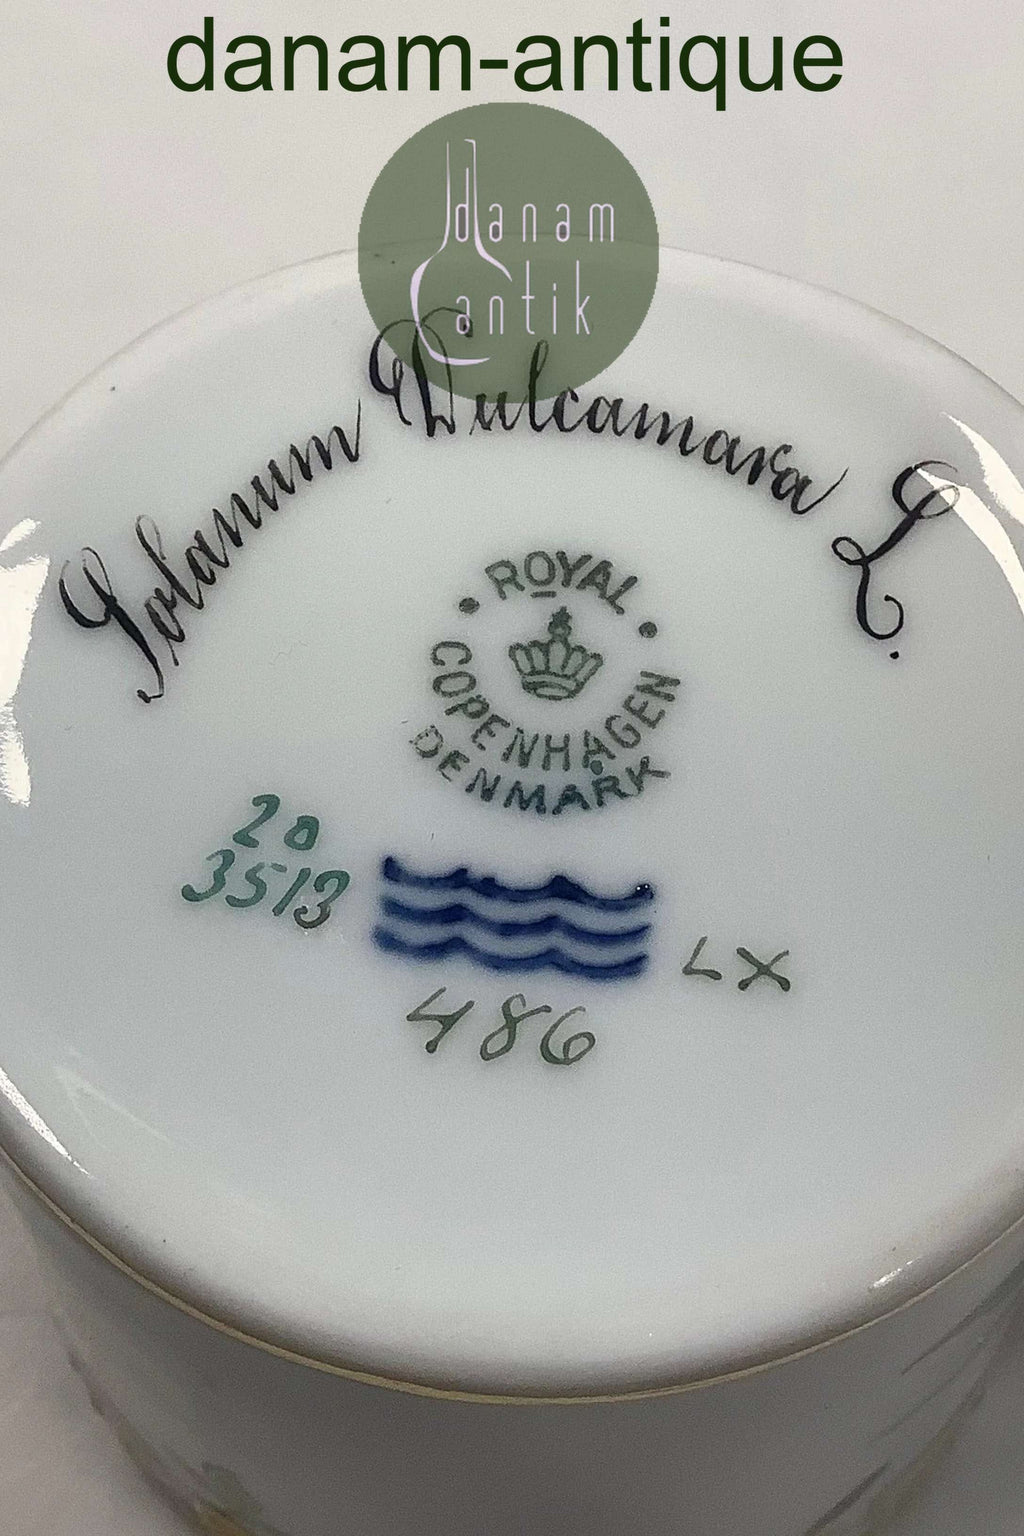 danam-antique
danam
antik
Solanum Dulcamara L.
ROYAL
COPENHAGEN
DENMARK
20
3513
LX
486